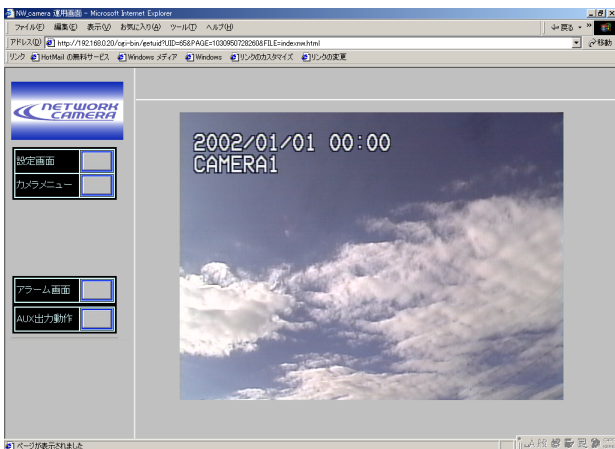 NW_camera 運用画面 - Microsoft Internet Explorer
ファイル(F) 編集(E) 表示(V) お気に入り(A) ツール(T) ヘルプ(H)
戻る
アドレス(D) http://192.168.0.20/cgi-bin/getuid?UID=65&PAGE=1030950728260&FILE=indexnw.html
移動
リンク HotMail の無料サービス Windows メディア Windows リンクのカスタマイズ リンクの変更
NETWORK
CAMERA
2002/01/01 00:00
CAMERA1
設定画面
カメラメニュー
アラーム画面
AUX出力動作
ページが表示されました
A 般